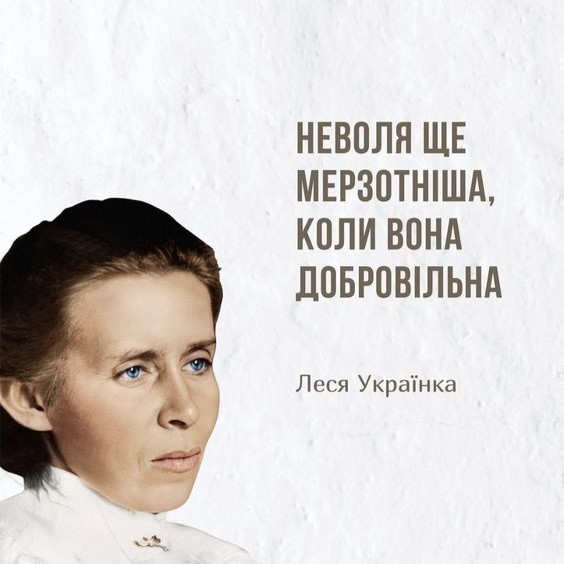 НЕВОЛЯ ЩЕ
МЕРЗОТНІША,
КОЛИ ВОНА
ДОБРОВІЛЬНА
Леся Українка